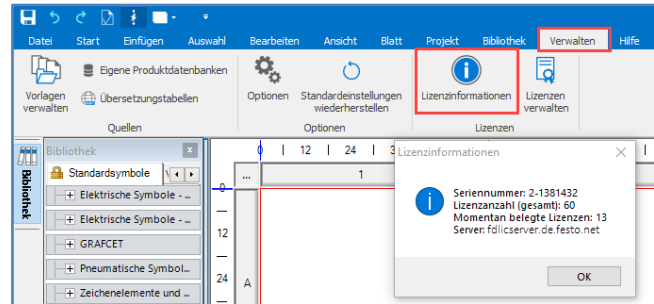 Datei Start Einfügen Auswahl Bearbeiten Ansicht Blatt Projekt Bibliothek Verwalten Hilfe
Vorlagen verwalten
Eigene Produktdatenbanken
Übersetzungstabellen
Optionen
Standardeinstellungen wiederherstellen
Lizenzinformationen
Lizenzen verwalten
Quellen Optionen Lizenzen
Bibliothek
Bibliothek
Standardsymbole
Elektrische Symbole - ...
Elektrische Symbole - ...
GRAFCET
Pneumatische Symbol...
Zeichenelemente und ...
0 12 24
... 1
0
12
24
A
Lizenzinformationen
Seriennummer: 2-1381432
Lizenzanzahl (gesamt): 60
Momentan belegte Lizenzen: 13
Server: fdlicserver.de.festo.net
OK